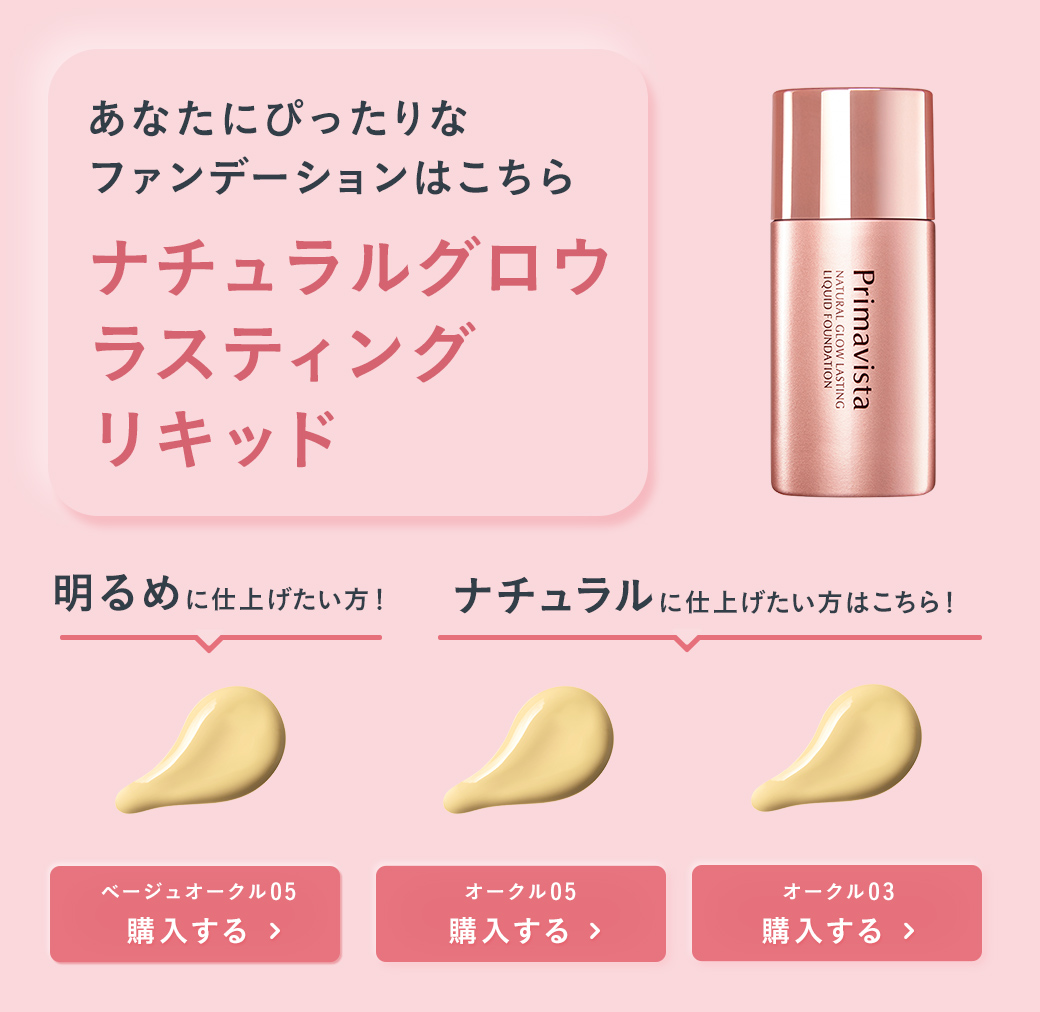 あなたにぴったりな
ファンデーションはこちら
ナチュラルグロウ
ラスティング
リキッド
Primavista
NATURAL GLOW LASTING
LIQUID FOUNDATION
明るめに仕上げたい方！
ナチュラルに仕上げたい方はこちら！
ベージュオークル05
購入する
オークル05
購入する
オークル03
購入する